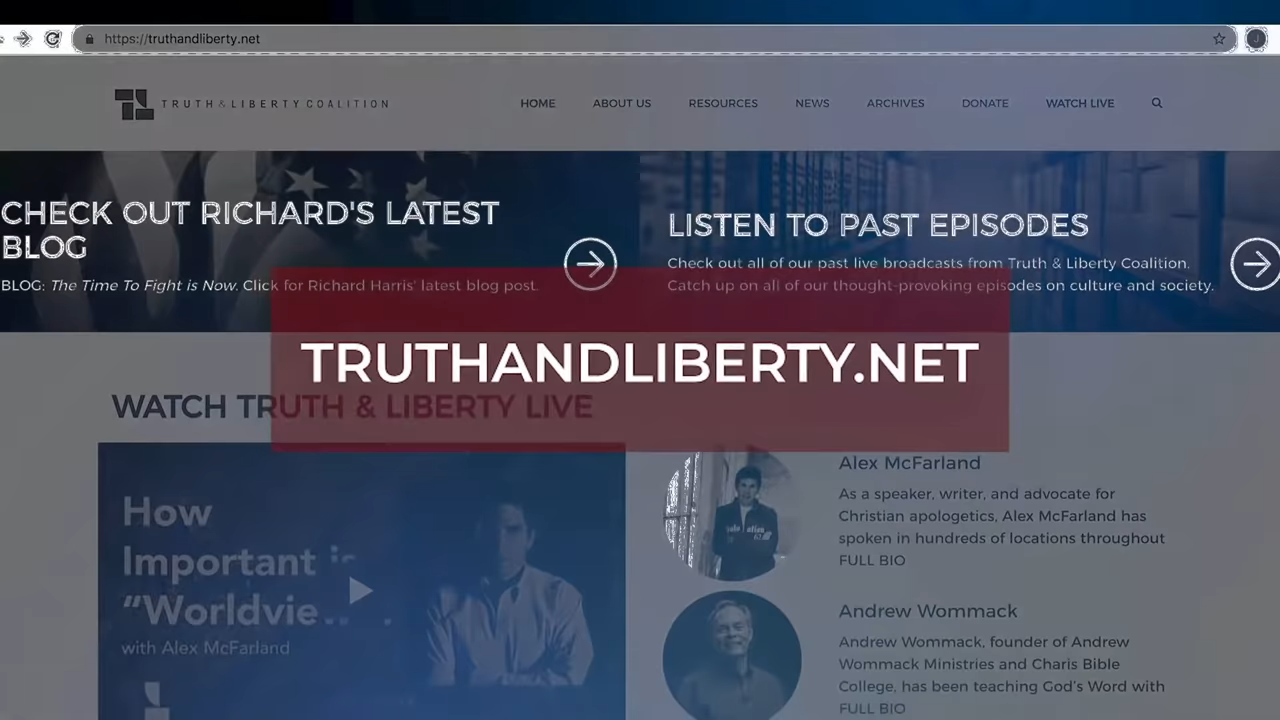 https://truthandliberty.net
TRUTH & LIBERTY COALITION
HOME ABOUT US RESOURCES NEWS ARCHIVES DONATE WATCH LIVE
CHECK OUT RICHARD'S LATEST
BLOG
BLOG: The Time To Fight is Now. Click for Richard Harris' latest blog post.
LISTEN TO PAST EPISODES
Check out all of our past live broadcasts from Truth & Liberty Coalition.
Catch up on all of our thought-provoking episodes on culture and society.
TRUTHANDLIBERTY.NET
WATCH TRUTH & LIBERTY LIVE
How
Important is
“Worldvie...
with Alex McFarland
Alex McFarland
As a speaker, writer, and advocate for
Christian apologetics, Alex McFarland has
spoken in hundreds of locations throughout
FULL BIO
Andrew Wommack
Andrew Wommack, founder of Andrew
Wommack Ministries and Charis Bible
College, has been teaching God's Word with
FULL BIO